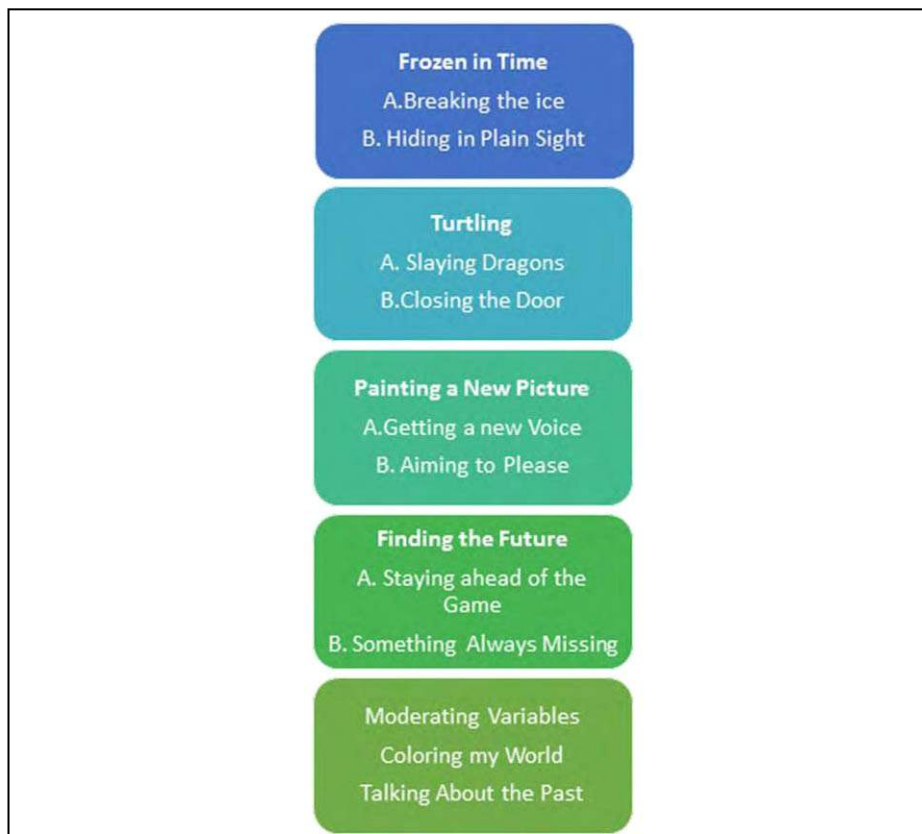 Frozen in Time
A.Breaking the ice
B. Hiding in Plain Sight
Turtling
A. Slaying Dragons
B.Closing the Door
Painting a New Picture
A.Getting a new Voice
B. Aiming to Please
Finding the Future
A. Staying ahead of the
Game
B. Something Always Missing
Moderating Variables
Coloring my World
Talking About the Past